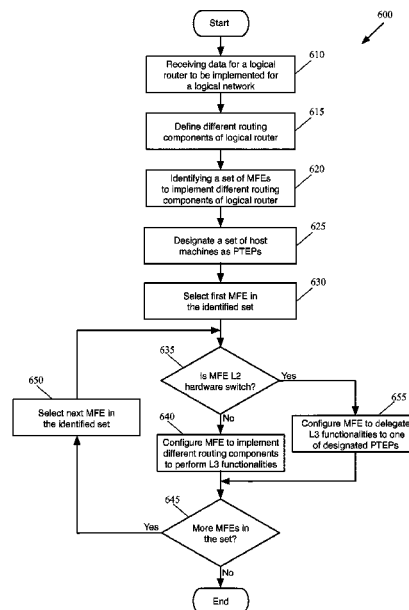 600
Start
610
Receiving data for a logical
router to be implemented for
a logical network
615
Define different routing
components of logical router
620
Identifying a set of MFEs
to implement different routing
components of logical router
625
Designate a set of host
machines as PTEPs
630
Select first MFE in
the identified set
635
Is MFE L2
hardware switch?
Yes
No
650
Select next MFE in
the identified set
640
Configure MFE to implement
different routing components
to perform L3 functionalities
655
Configure MFE to delegate
L3 functionalities to one
of designated PTEPs
645
More MFEs in
the set?
Yes
No
End